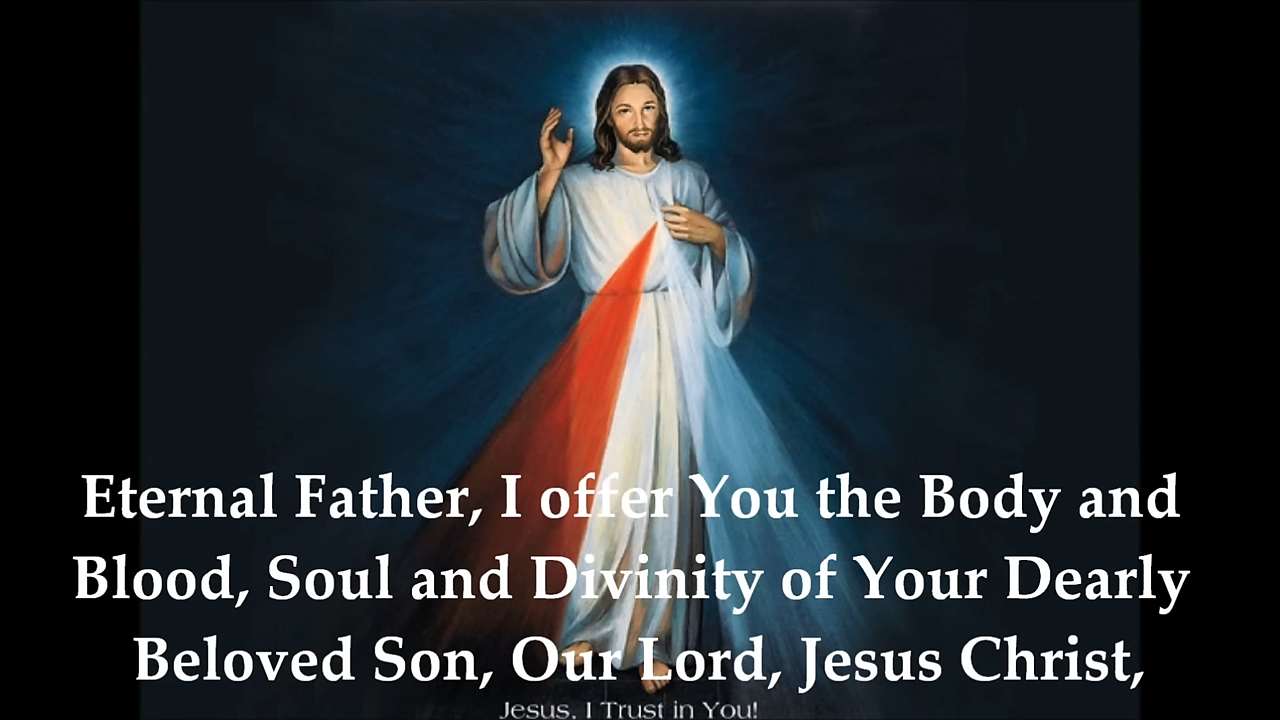 Eternal Father, I offer You the Body and
Blood, Soul and Divinity of Your Dearly
Beloved Son, Our Lord, Jesus Christ,
Jesus, I Trust in You!